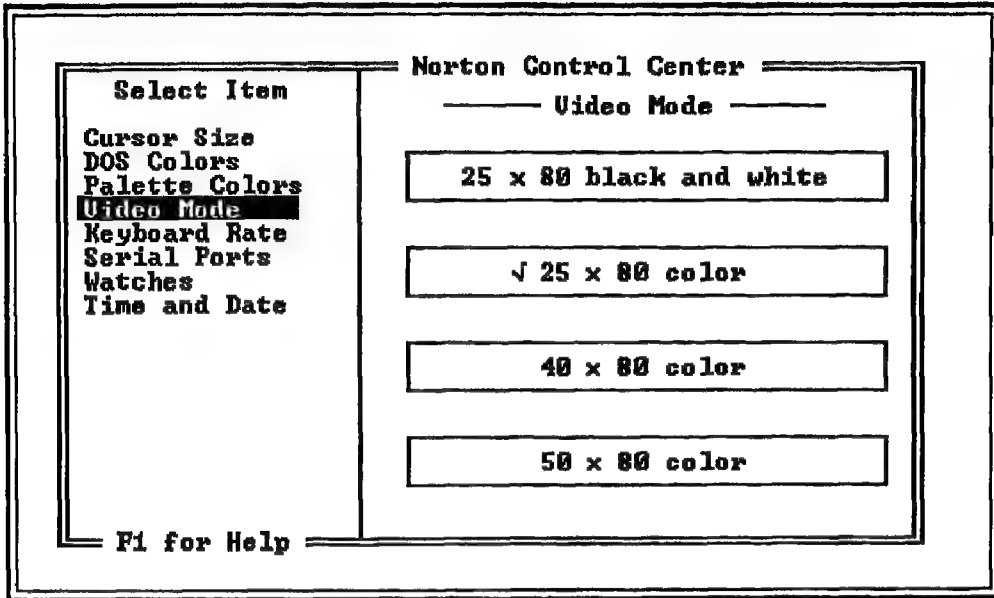 Norton Control Center
Select Item
Cursor Size
DOS Colors
Palette Colors
Video Mode
Keyboard Rate
Serial Ports
Watches
Time and Date
F1 for Help
Video Mode
25 x 80 black and white
√ 25 x 80 color
40 x 80 color
50 x 80 color